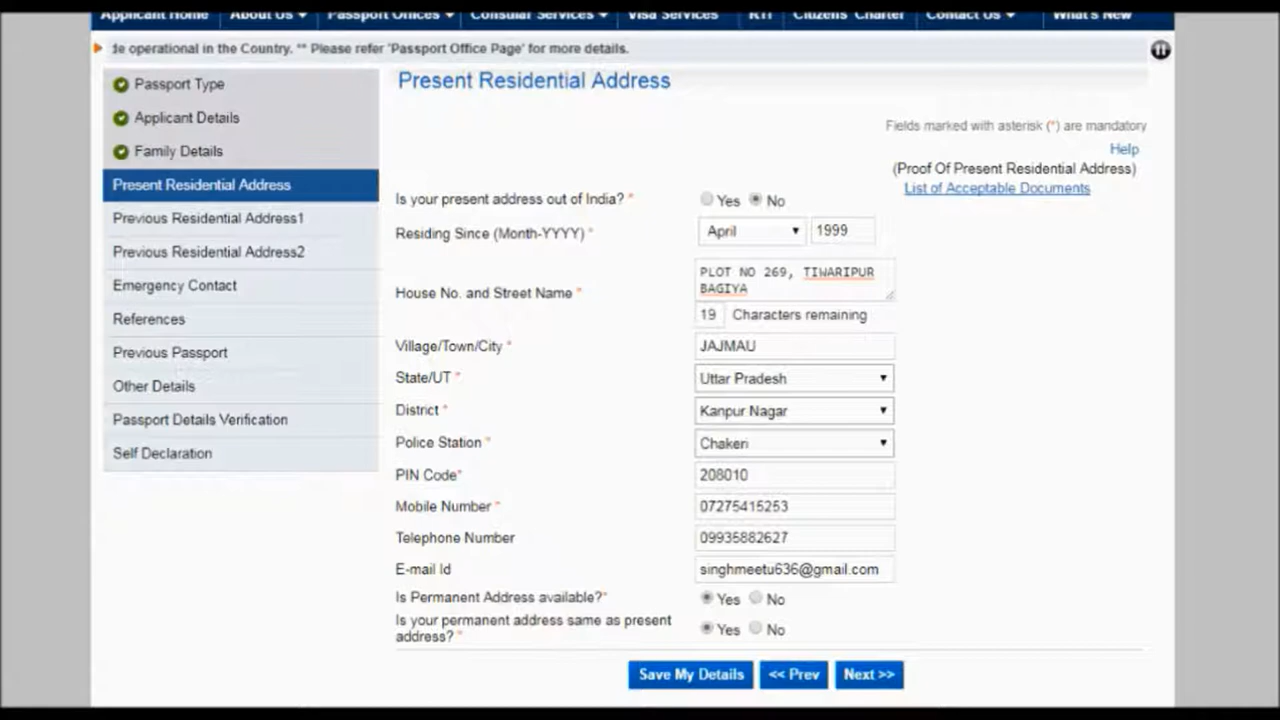 Applicant Home About Us Passport Offices Consular Services Visa Services RTI Citizens Charter Contact Us What's New
de operational in the Country. ** Please refer 'Passport Office Page' for more details.
Passport Type
Applicant Details
Family Details
Present Residential Address
Previous Residential Address1
Previous Residential Address2
Emergency Contact
References
Previous Passport
Other Details
Passport Details Verification
Self Declaration
Present Residential Address
Fields marked with asterisk (*) are mandatory
Help
(Proof Of Present Residential Address)
List of Acceptable Documents
Is your present address out of India? * Yes No
Residing Since (Month-YYYY) * April 1999
House No. and Street Name * PLOT NO 269, TIWARIPUR
BAGIYA
19 Characters remaining
Village/Town/City * JAJMAU
State/UT * Uttar Pradesh
District * Kanpur Nagar
Police Station * Chakeri
PIN Code* 208010
Mobile Number * 07275415253
Telephone Number 09935882627
E-mail Id singhmeetu636@gmail.com
Is Permanent Address available?* Yes No
Is your permanent address same as present
address? * Yes No
Save My Details << Prev Next >>